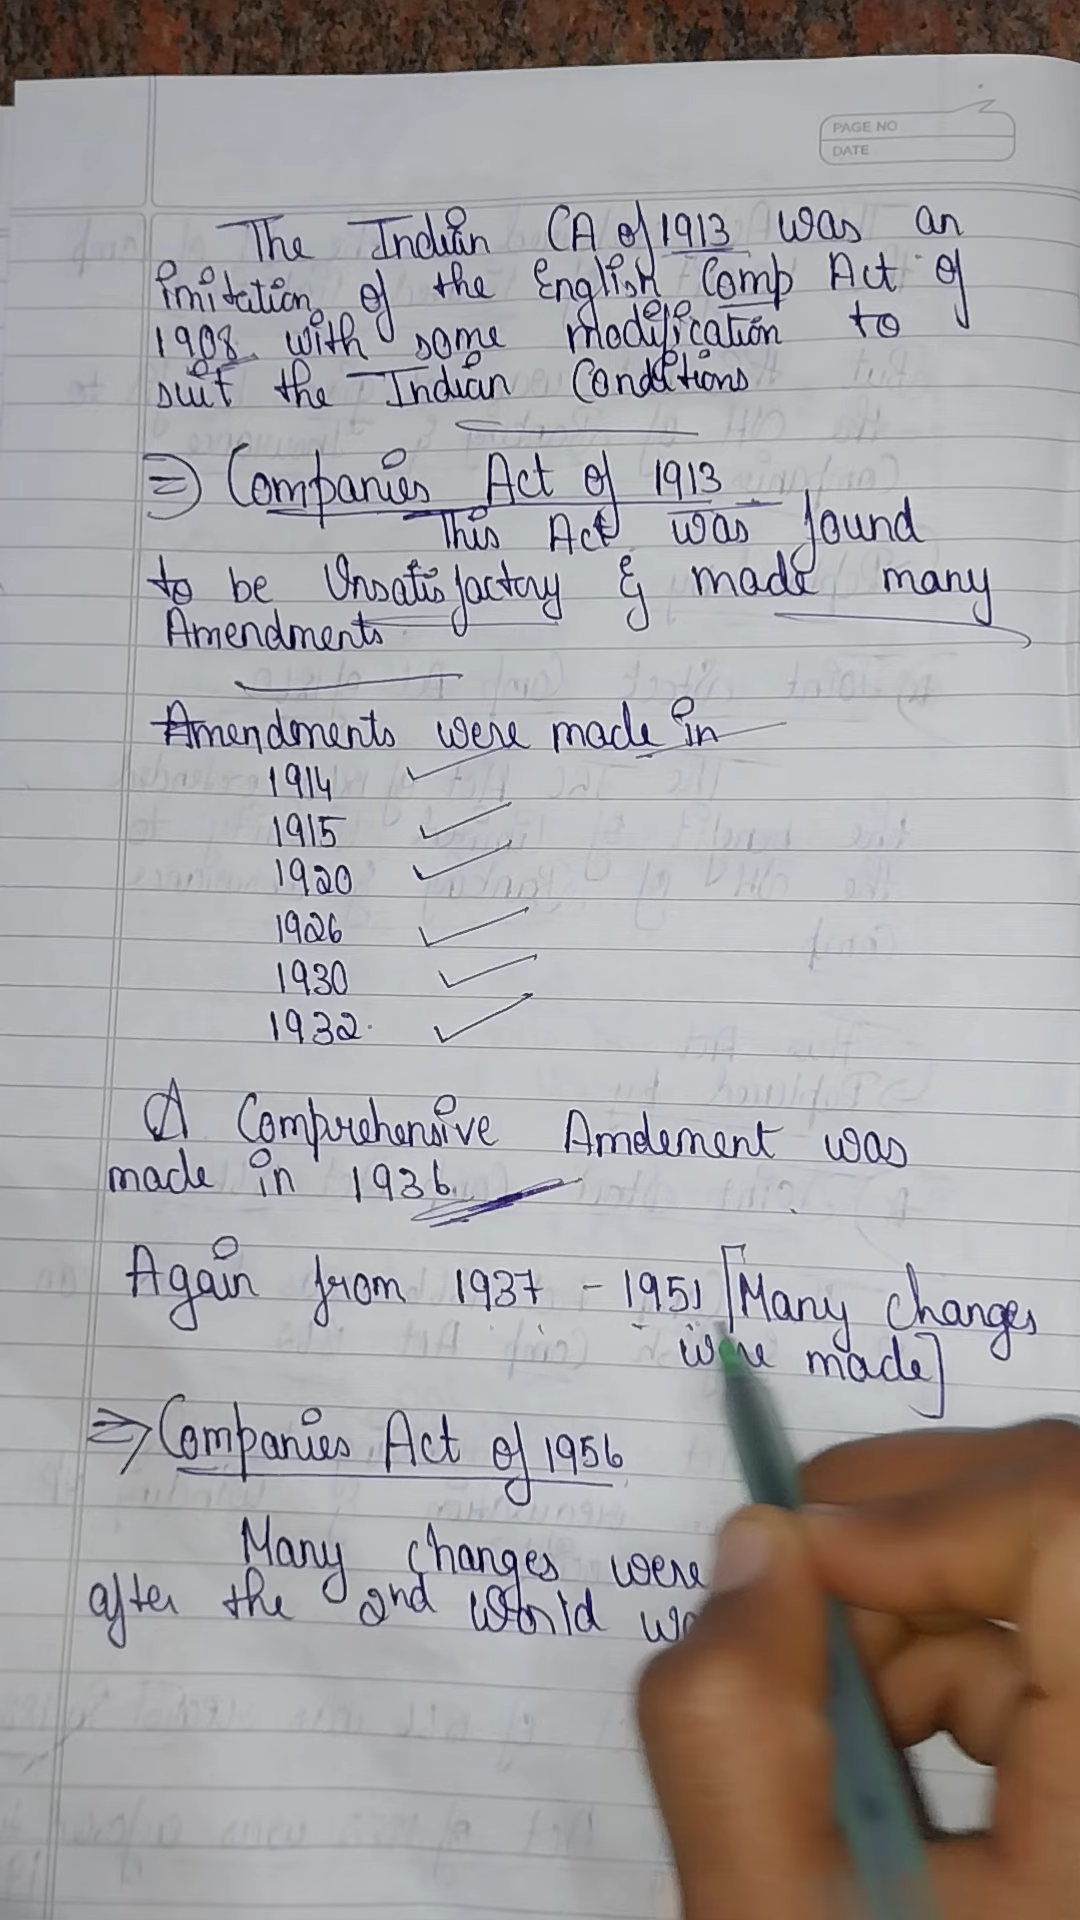 PAGE NO
DATE
The Indian CA of 1913 was an
imitation of the English Comp Act of
1908 with some modification to
suit the Indian Conditions
⇒ Companies Act of 1913
This Act was found
to be Unsatisfactory & made many
Amendments
Amendments were made in
1914 ✓
1915 ✓
1920 ✓
1926 ✓
1930 ✓
1932. ✓
A Comprehensive Amdement was
made in 1936.
Again from 1937 - 1951 [Many changes
were made]
⇒ Companies Act of 1956
Many changes were
after the 2nd World